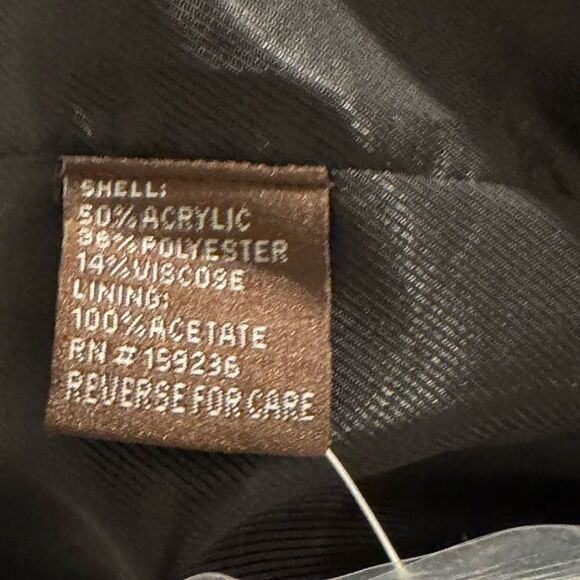 SHELL:
50% ACRYLIC
36% POLYESTER
14% VISCOSE
LINING:
100% ACETATE
RN # 159236
REVERSE FOR CARE